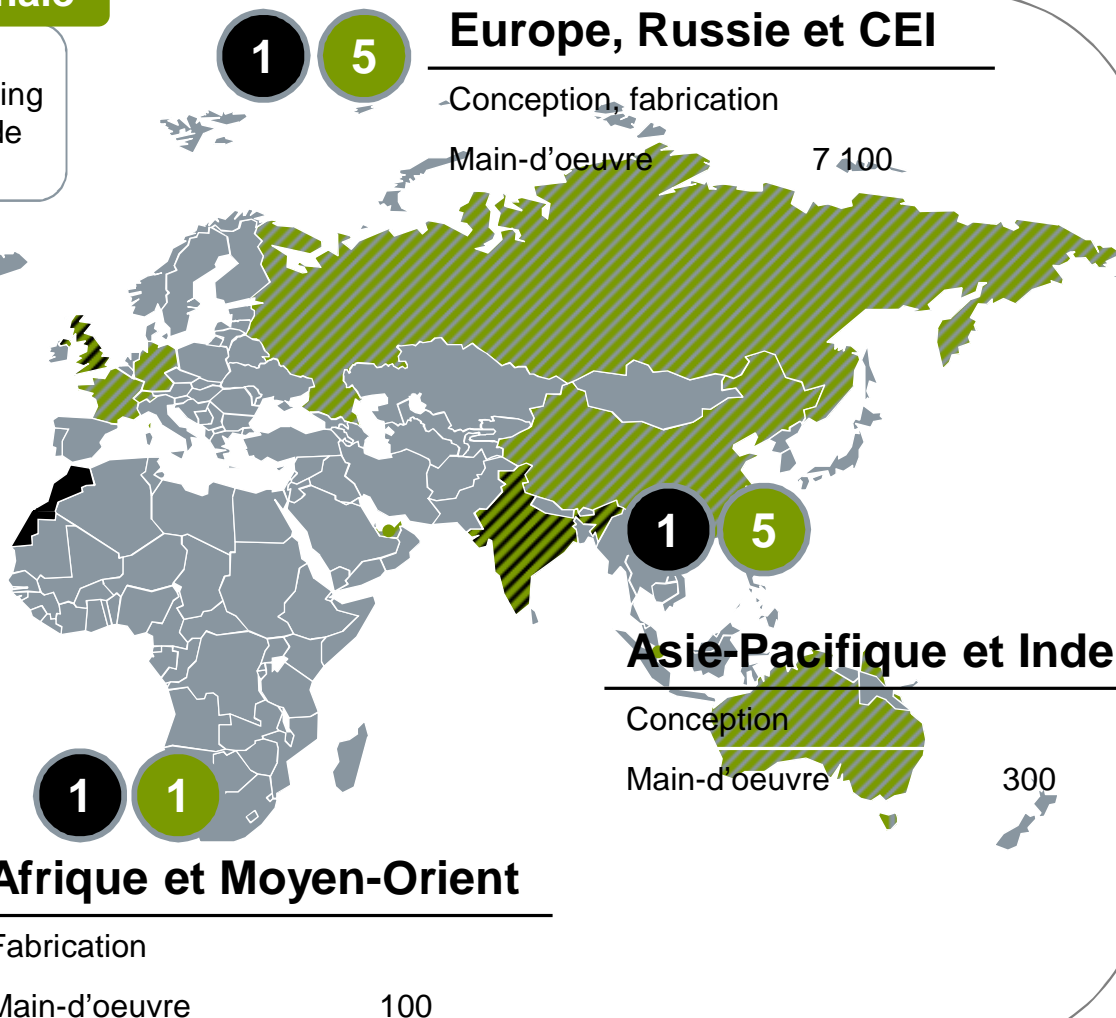 1 5
Europe, Russie et CEI
Conception, fabrication
Main-d'oeuvre 7 100
1 5
Asie-Pacifique et Inde
Conception
Main-d'oeuvre 300
1 1
Afrique et Moyen-Orient
Fabrication
Main-d'oeuvre 100